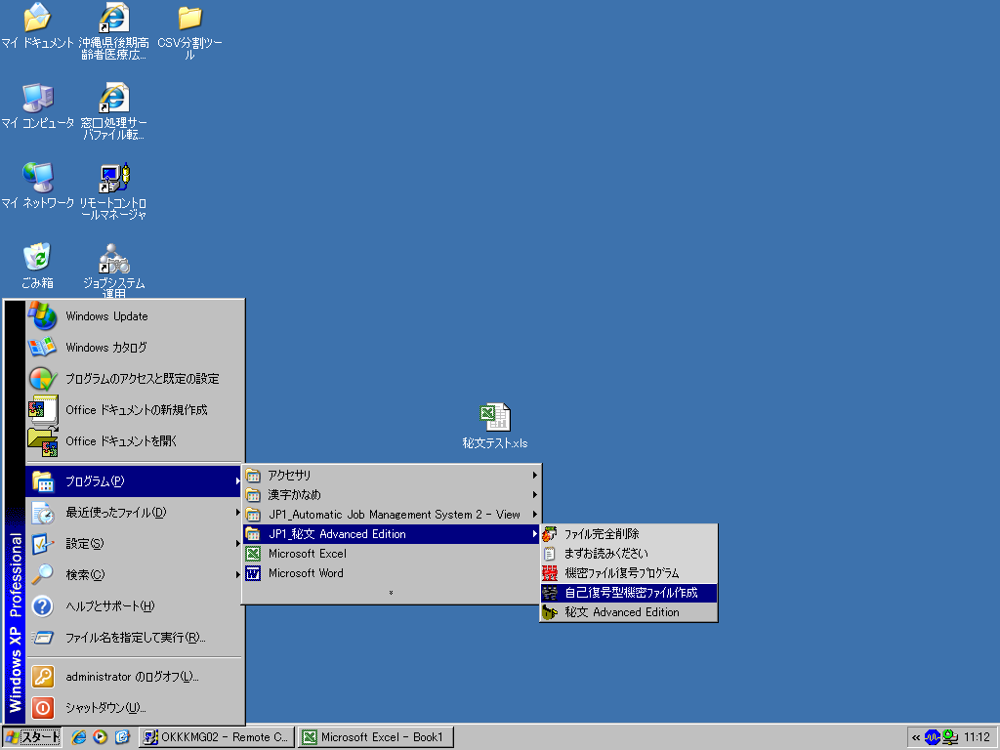 マイ ドキュメント
沖縄県後期高
齢者医療広...
CSV分割ツー
ル
マイ コンピュータ
窓口処理サー
バファイル転...
マイ ネットワーク
リモートコントロ
ールマネージャ
ごみ箱
ジョブシステム
運用
秘文テスト.xls
Windows XP Professional
Windows Update
Windows カタログ
プログラムのアクセスと既定の設定
Office ドキュメントの新規作成
Office ドキュメントを開く
プログラム(P)
最近使ったファイル(D)
設定(S)
検索(C)
ヘルプとサポート(H)
ファイル名を指定して実行(R)...
administrator のログオフ(L)...
シャットダウン(U)...
アクセサリ
漢字かなめ
JP1_Automatic Job Management System 2 - View
JP1_秘文 Advanced Edition
Microsoft Excel
Microsoft Word
ファイル完全削除
まずお読みください
機密ファイル復号プログラム
自己復号型機密ファイル作成
秘文 Advanced Edition
スタート
OKKKMG02 - Remote C...
Microsoft Excel - Book1
«
11:12